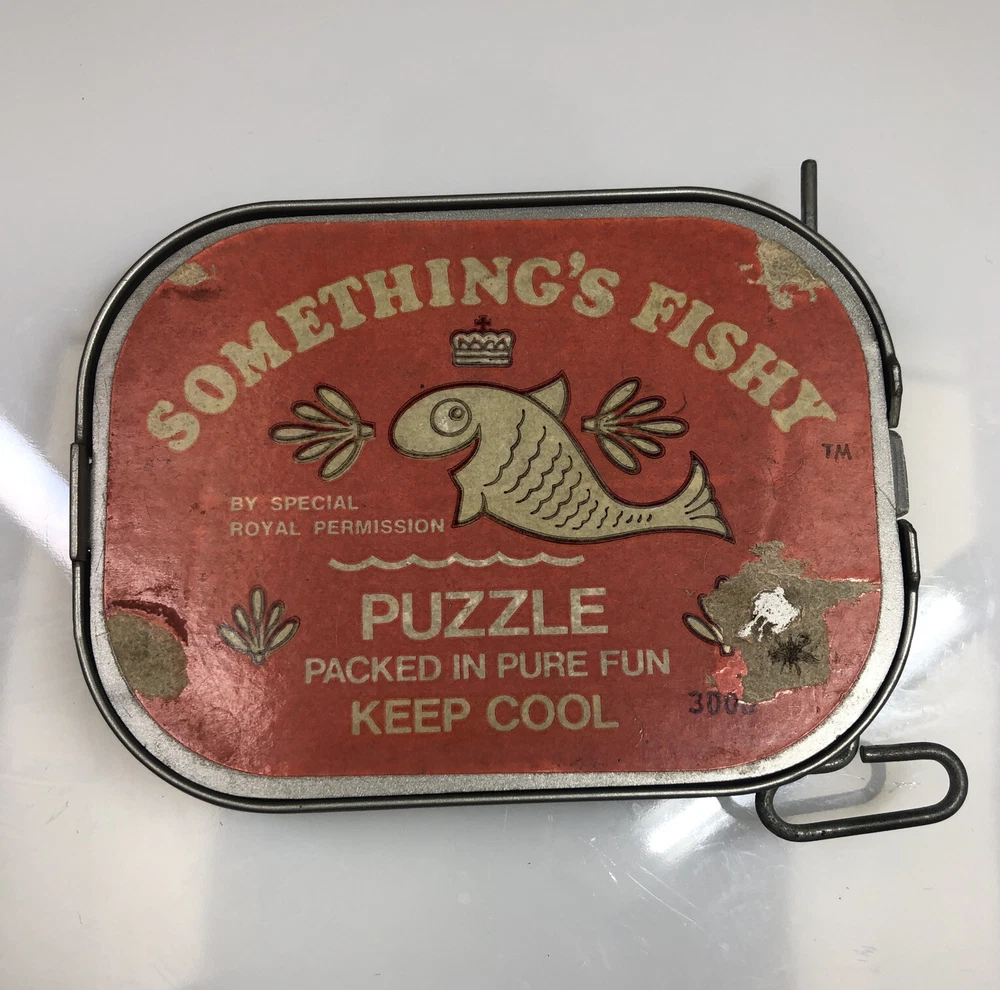 SOMETHING'S FISHY
TM
BY SPECIAL
ROYAL PERMISSION
PUZZLE
PACKED IN PURE FUN
KEEP COOL